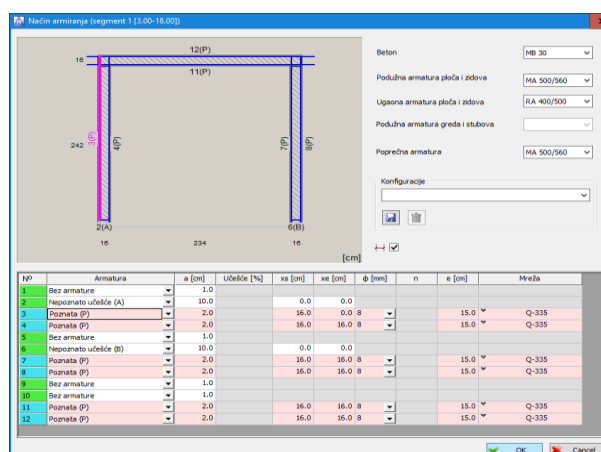 Način armiranja (segment 1 [3.00-18.00])
12(P)
16
11(P)
242
3(P)
4(P)
7(P)
8(P)
2(A)
6(B)
16 234 16
[cm]
Beton MB 30
Podužna armatura ploča i zidova MA 500/560
Ugaona armatura ploča i zidova RA 400/500
Podužna armatura greda i stubova
Poprečna armatura MA 500/560
Konfiguracije
Nº Armatura a [cm] Učešće [%] xs [cm] xe [cm] ϕ [mm] n e [cm] Mreža
1 Bez armature 1.0
2 Nepoznato učešće (A) 10.0 0.0 0.0
3 Poznata (P) 2.0 16.0 0.0 8 15.0 Q-335
4 Poznata (P) 2.0 16.0 16.0 8 15.0 Q-335
5 Bez armature 1.0
6 Nepoznato učešće (B) 10.0 0.0 0.0
7 Poznata (P) 2.0 16.0 16.0 8 15.0 Q-335
8 Poznata (P) 2.0 16.0 16.0 8 15.0 Q-335
9 Bez armature 1.0
10 Bez armature 1.0
11 Poznata (P) 2.0 16.0 16.0 8 15.0 Q-335
12 Poznata (P) 2.0 16.0 16.0 8 15.0 Q-335
OK Cancel